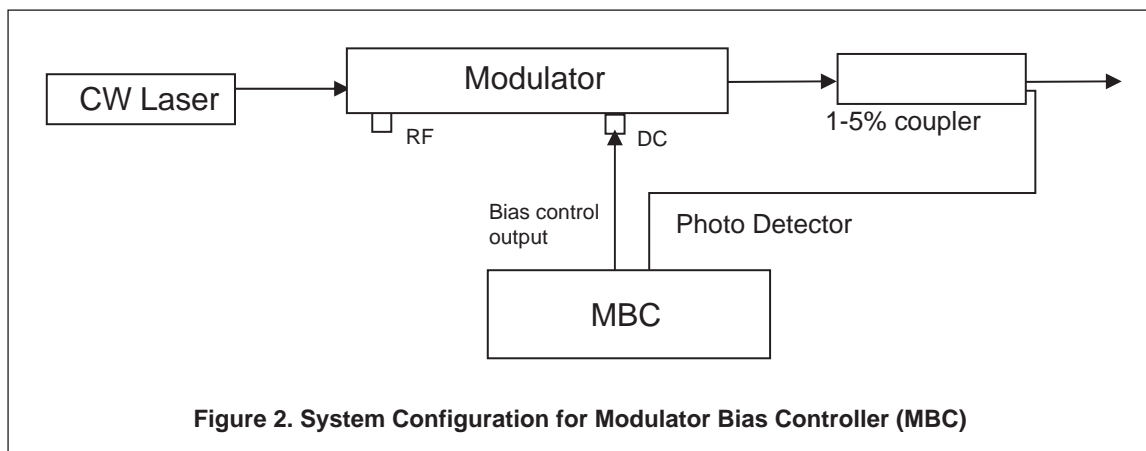 CW Laser
Modulator
RF
DC
1-5% coupler
Bias control
output
Photo Detector
MBC
Figure 2. System Configuration for Modulator Bias Controller (MBC)